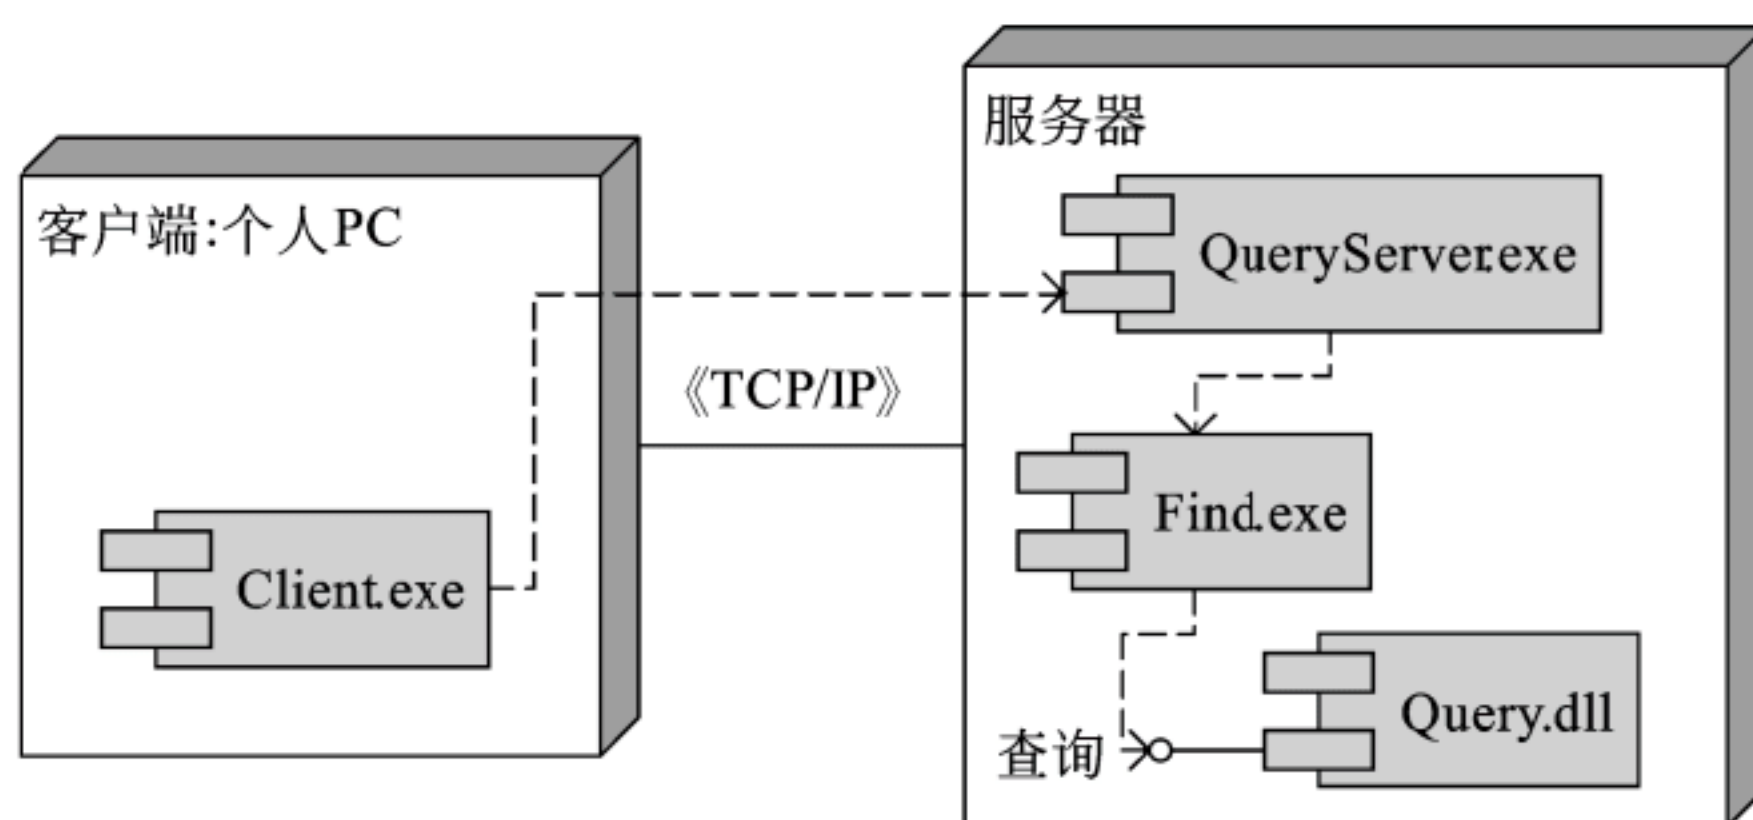 服务器
客户端:个人PC
QueryServer.exe
《TCP/IP》
Find.exe
Client.exe
Query.dll
查询